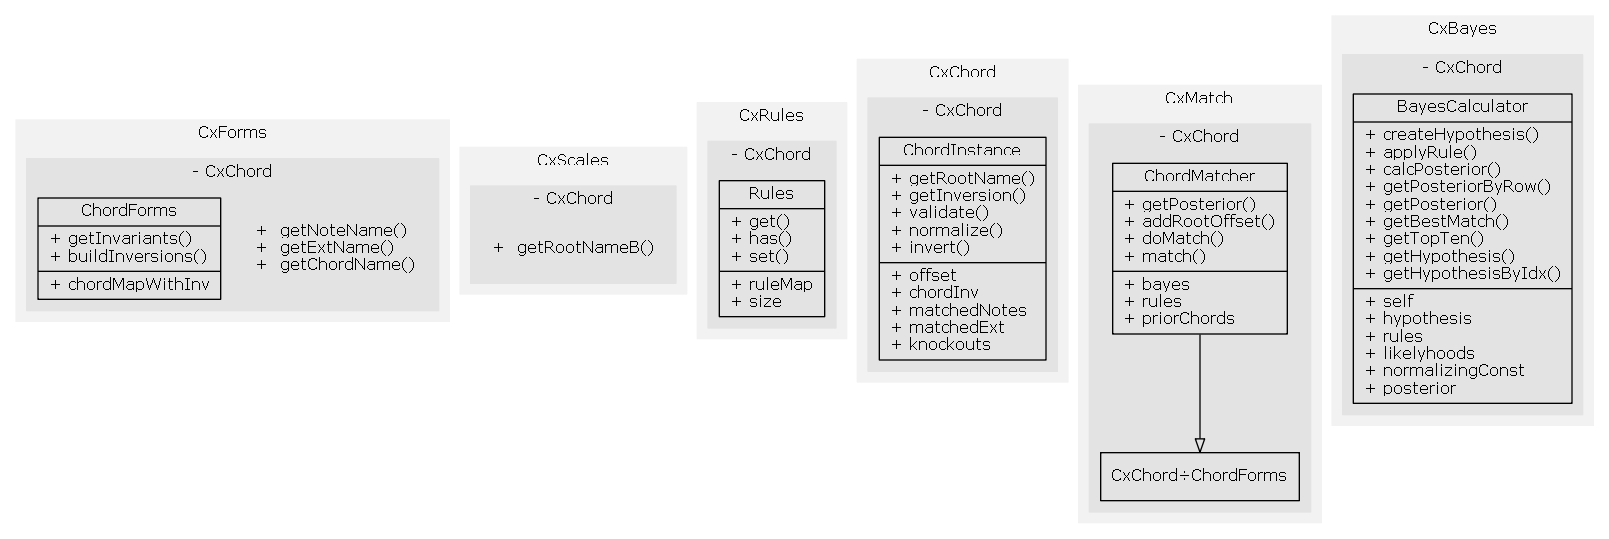 CxForms
- CxChord
ChordForms
+ getInvariants()
+ buildInversions()
+ chordMapWithInv
+ getNoteName()
+ getExtName()
+ getChordName()
CxScales
- CxChord
+ getRootNameB()
CxRules
- CxChord
Rules
+ get()
+ has()
+ set()
+ ruleMap
+ size
CxChord
- CxChord
ChordInstance
+ getRootName()
+ getInversion()
+ validate()
+ normalize()
+ invert()
+ offset
+ chordInv
+ matchedNotes
+ matchedExt
+ knockouts
CxMatch
- CxChord
ChordMatcher
+ getPosterior()
+ addRootOffset()
+ doMatch()
+ match()
+ bayes
+ rules
+ priorChords
CxChord÷ChordForms
CxBayes
- CxChord
BayesCalculator
+ createHypothesis()
+ applyRule()
+ calcPosterior()
+ getPosteriorByRow()
+ getPosterior()
+ getBestMatch()
+ getTopTen()
+ getHypothesis()
+ getHypothesisByIdx()
+ self
+ hypothesis
+ rules
+ likelyhoods
+ normalizingConst
+ posterior